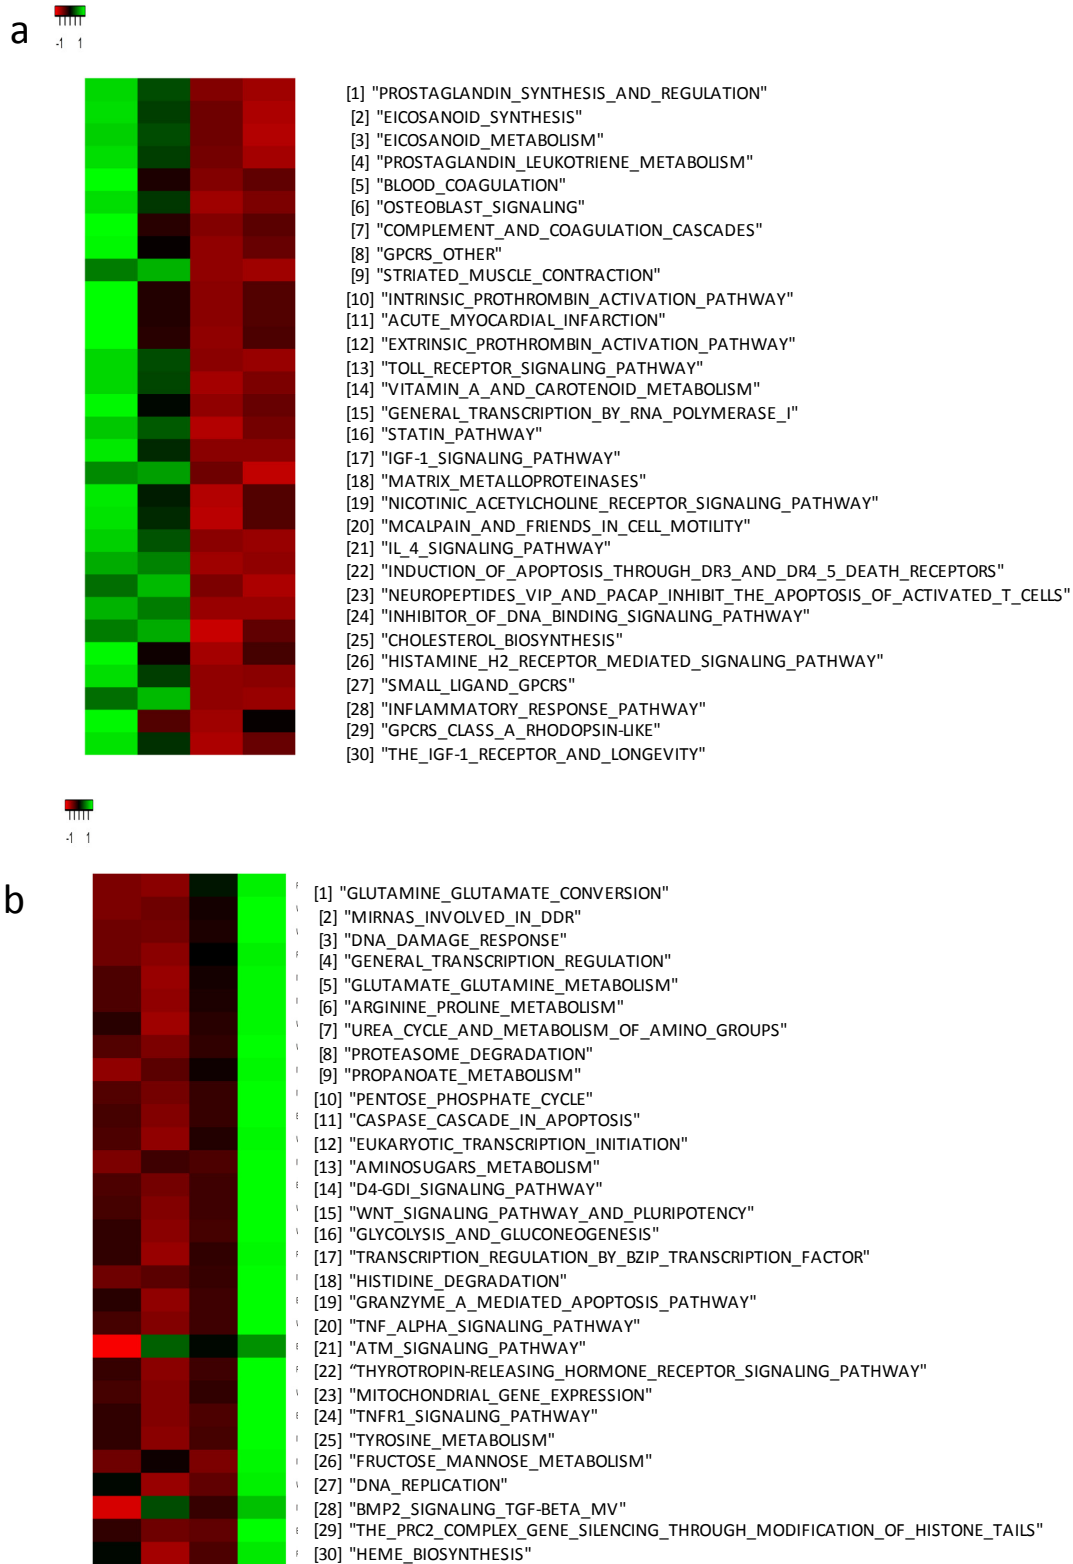 a
-1 1
[1] "PROSTAGLANDIN_SYNTHESIS_AND_REGULATION"
[2] "EICOSANOID_SYNTHESIS"
[3] "EICOSANOID_METABOLISM"
[4] "PROSTAGLANDIN_LEUKOTRIENE_METABOLISM"
[5] "BLOOD_COAGULATION"
[6] "OSTEOBLAST_SIGNALING"
[7] "COMPLEMENT_AND_COAGULATION_CASCADES"
[8] "GPCRS_OTHER"
[9] "STRIATED_MUSCLE_CONTRACTION"
[10] "INTRINSIC_PROTHROMBIN_ACTIVATION_PATHWAY"
[11] "ACUTE_MYOCARDIAL_INFARCTION"
[12] "EXTRINSIC_PROTHROMBIN_ACTIVATION_PATHWAY"
[13] "TOLL_RECEPTOR_SIGNALING_PATHWAY"
[14] "VITAMIN_A_AND_CAROTENOID_METABOLISM"
[15] "GENERAL_TRANSCRIPTION_BY_RNA_POLYMERASE_I"
[16] "STATIN_PATHWAY"
[17] "IGF-1_SIGNALING_PATHWAY"
[18] "MATRIX_METALLOPROTEINASES"
[19] "NICOTINIC_ACETYLCHOLINE_RECEPTOR_SIGNALING_PATHWAY"
[20] "MCALPAIN_AND_FRIENDS_IN_CELL_MOTILITY"
[21] "IL_4_SIGNALING_PATHWAY"
[22] "INDUCTION_OF_APOPTOSIS_THROUGH_DR3_AND_DR4_5_DEATH_RECEPTORS"
[23] "NEUROPEPTIDES_VIP_AND_PACAP_INHIBIT_THE_APOPTOSIS_OF_ACTIVATED_T_CELLS"
[24] "INHIBITOR_OF_DNA_BINDING_SIGNALING_PATHWAY"
[25] "CHOLESTEROL_BIOSYNTHESIS"
[26] "HISTAMINE_H2_RECEPTOR_MEDIATED_SIGNALING_PATHWAY"
[27] "SMALL_LIGAND_GPCRS"
[28] "INFLAMMATORY_RESPONSE_PATHWAY"
[29] "GPCRS_CLASS_A_RHODOPSIN-LIKE"
[30] "THE_IGF-1_RECEPTOR_AND_LONGEVITY"
-1 1
b
[1] "GLUTAMINE_GLUTAMATE_CONVERSION"
[2] "MIRNAS_INVOLVED_IN_DDR"
[3] "DNA_DAMAGE_RESPONSE"
[4] "GENERAL_TRANSCRIPTION_REGULATION"
[5] "GLUTAMATE_GLUTAMINE_METABOLISM"
[6] "ARGININE_PROLINE_METABOLISM"
[7] "UREA_CYCLE_AND_METABOLISM_OF_AMINO_GROUPS"
[8] "PROTEASOME_DEGRADATION"
[9] "PROPANOATE_METABOLISM"
[10] "PENTOSE_PHOSPHATE_CYCLE"
[11] "CASPASE_CASCADE_IN_APOPTOSIS"
[12] "EUKARYOTIC_TRANSCRIPTION_INITIATION"
[13] "AMINOSUGARS_METABOLISM"
[14] "D4-GDI_SIGNALING_PATHWAY"
[15] "WNT_SIGNALING_PATHWAY_AND_PLURIPOTENCY"
[16] "GLYCOLYSIS_AND_GLUCONEOGENESIS"
[17] "TRANSCRIPTION_REGULATION_BY_BZIP_TRANSCRIPTION_FACTOR"
[18] "HISTIDINE_DEGRADATION"
[19] "GRANZYME_A_MEDIATED_APOPTOSIS_PATHWAY"
[20] "TNF_ALPHA_SIGNALING_PATHWAY"
[21] "ATM_SIGNALING_PATHWAY"
[22] “THYROTROPIN-RELEASING_HORMONE_RECEPTOR_SIGNALING_PATHWAY"
[23] "MITOCHONDRIAL_GENE_EXPRESSION"
[24] "TNFR1_SIGNALING_PATHWAY"
[25] "TYROSINE_METABOLISM"
[26] "FRUCTOSE_MANNOSE_METABOLISM"
[27] "DNA_REPLICATION"
[28] "BMP2_SIGNALING_TGF-BETA_MV"
[29] "THE_PRC2_COMPLEX_GENE_SILENCING_THROUGH_MODIFICATION_OF_HISTONE_TAILS"
[30] "HEME_BIOSYNTHESIS"